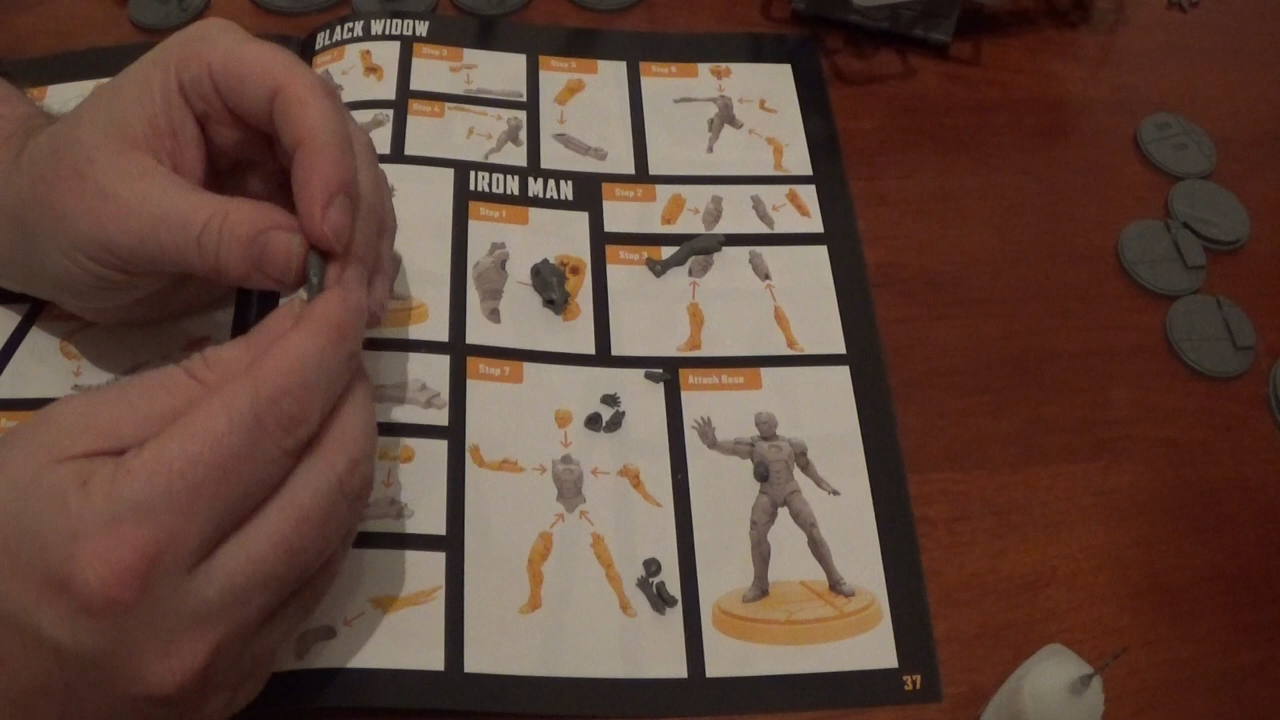 BLACK WIDOW
Step 3
Step 5
Step 6
Step 4
IRON MAN
Step 1
Step 2
Step 3
Step 7
Attach Base
37